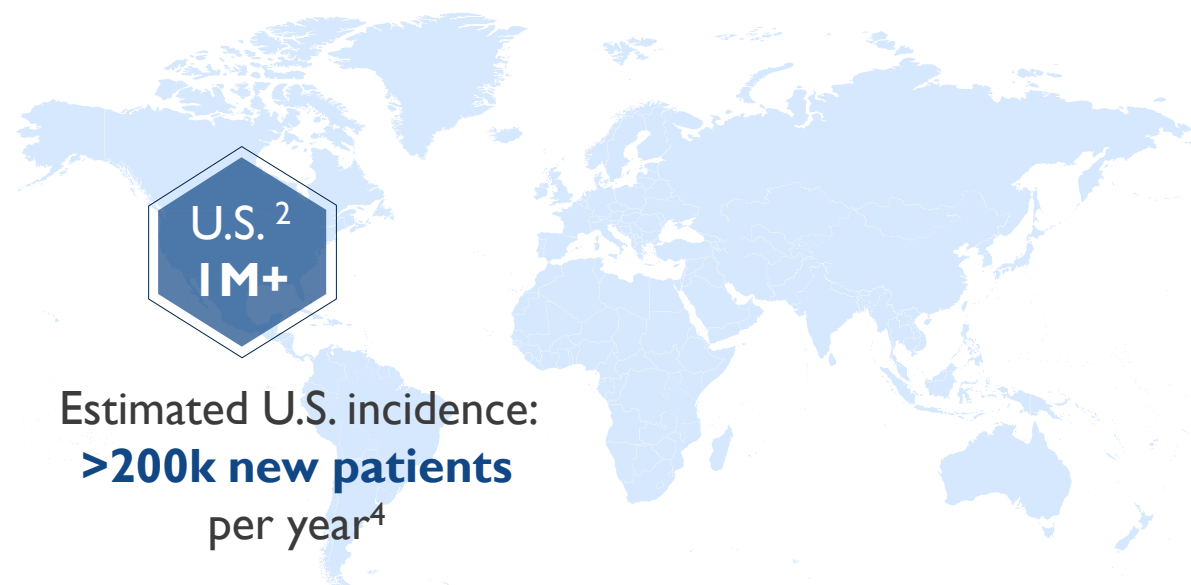 U.S. ²
1M+
Estimated U.S. incidence:
>200k new patients
per year⁴